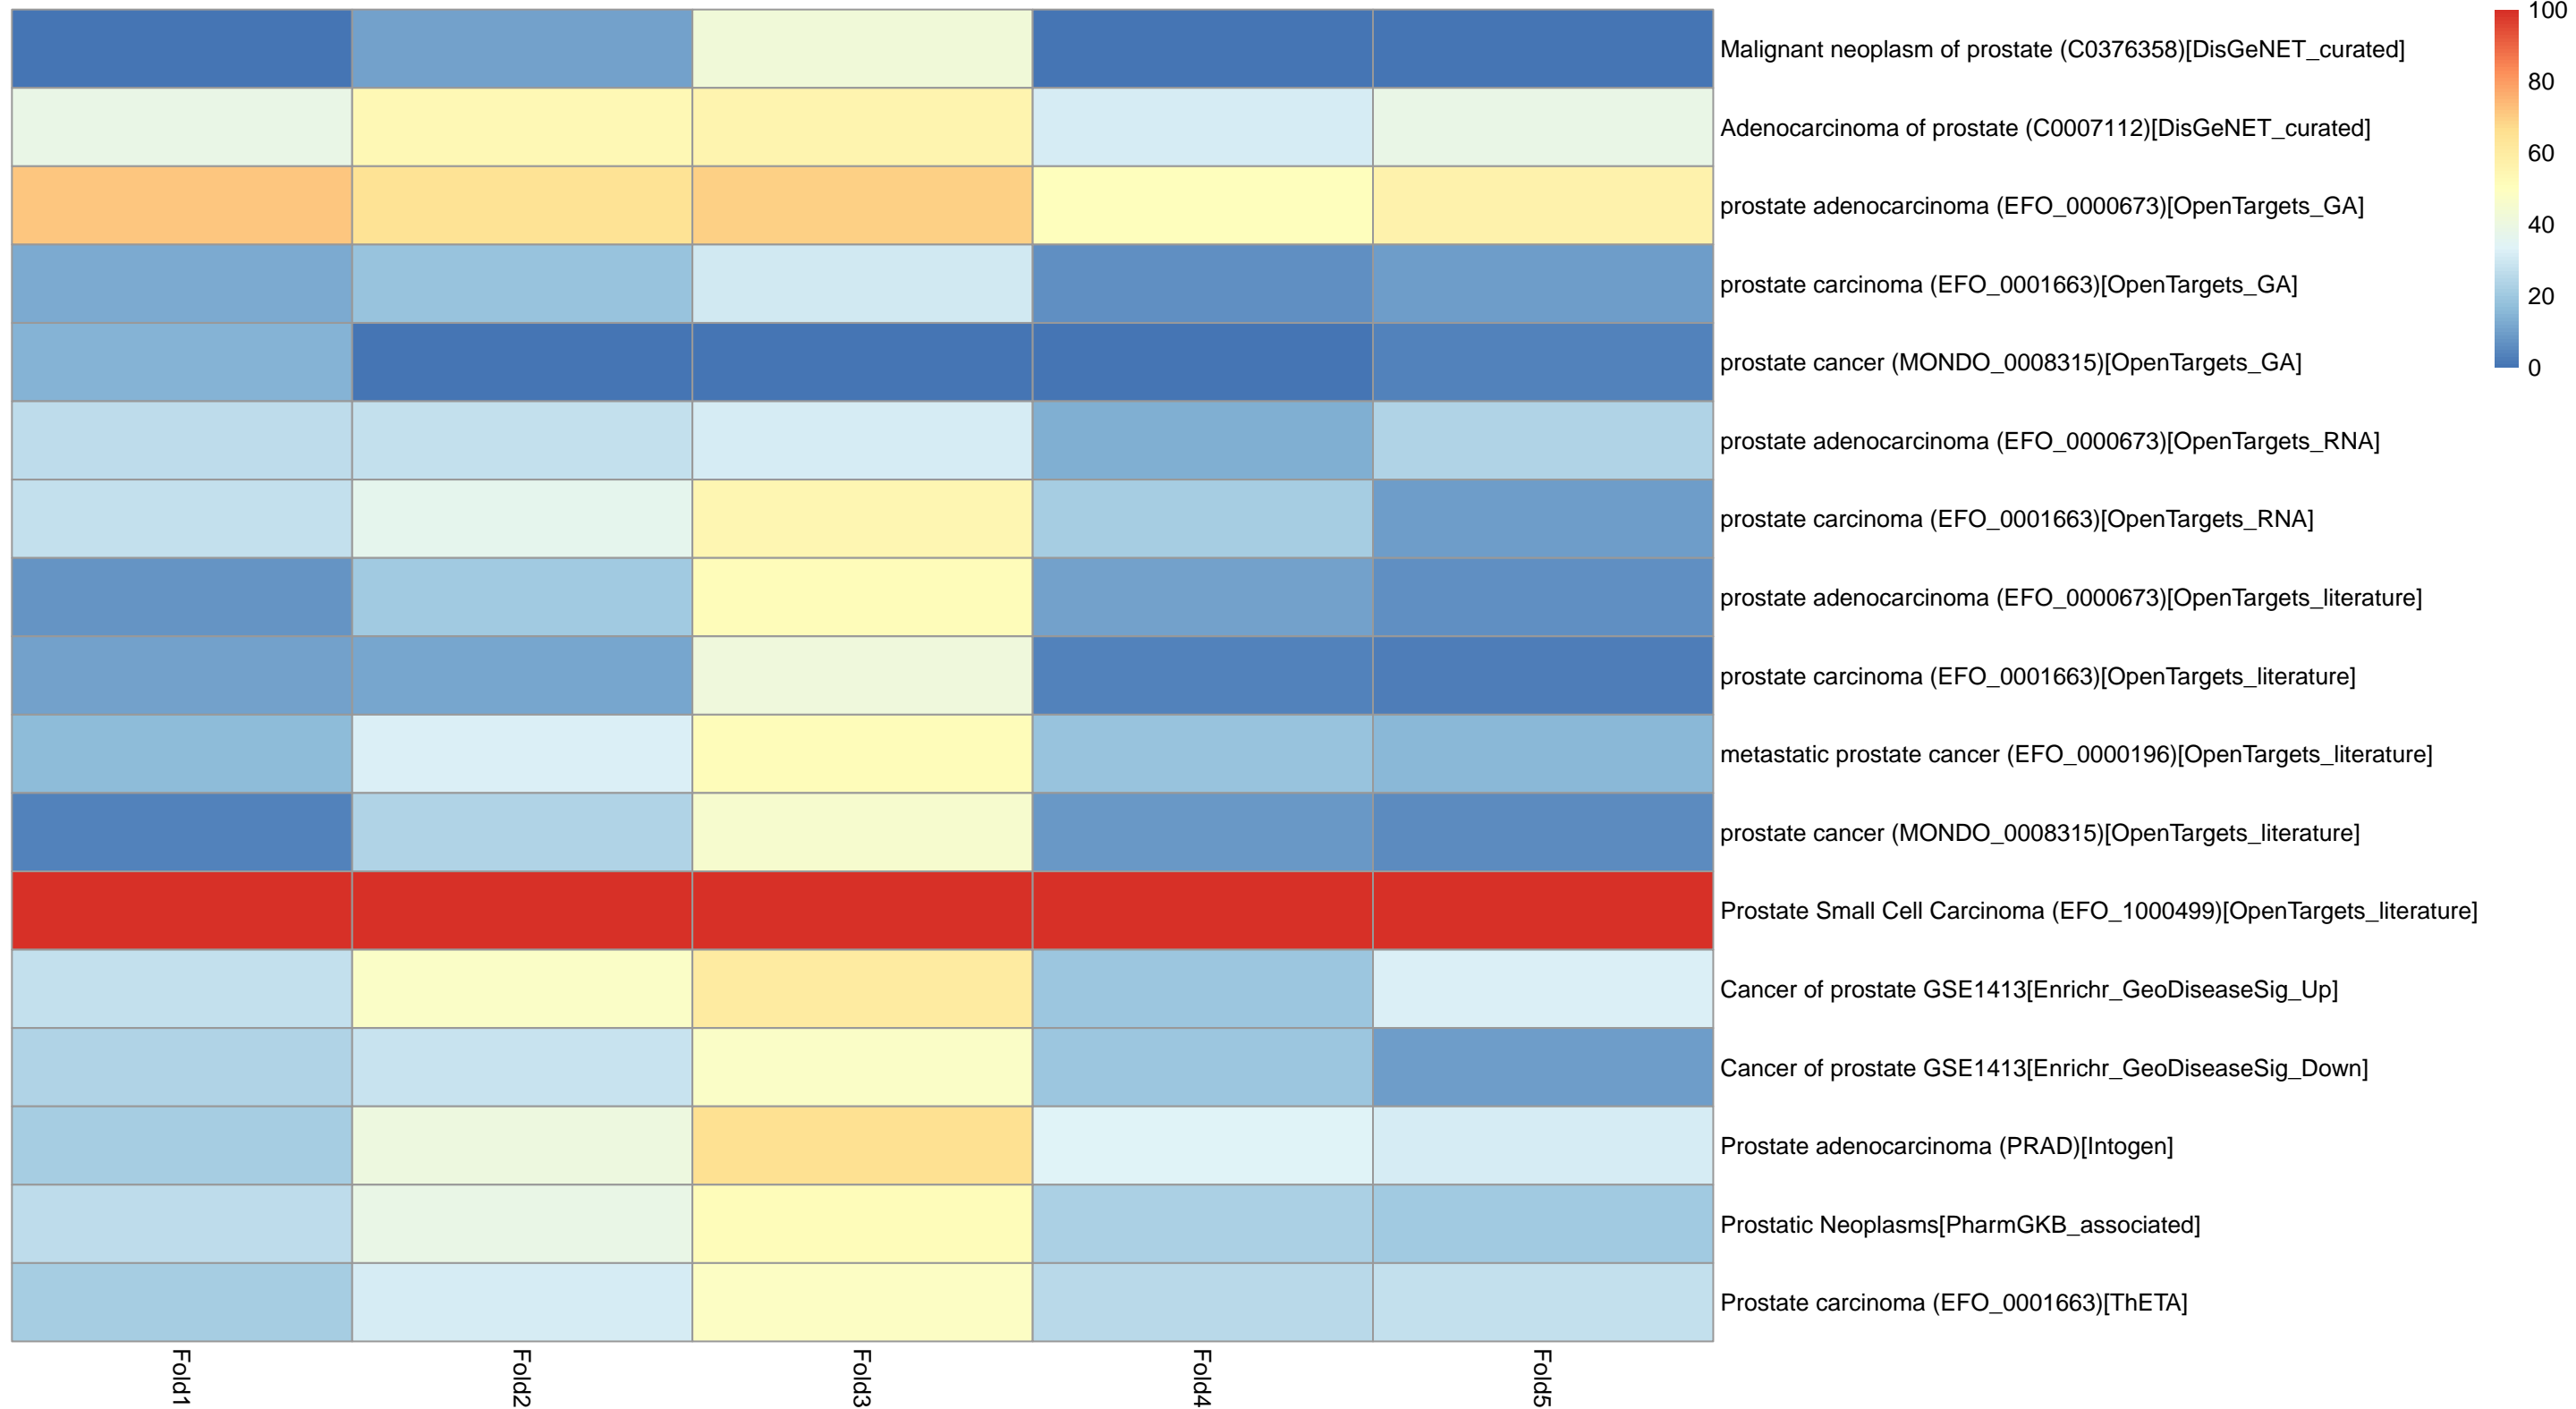 Malignant neoplasm of prostate (C0376358)[DisGeNET_curated]
Adenocarcinoma of prostate (C0007112)[DisGeNET_curated]
prostate adenocarcinoma (EFO_0000673)[OpenTargets_GA]
prostate carcinoma (EFO_0001663)[OpenTargets_GA]
prostate cancer (MONDO_0008315)[OpenTargets_GA]
prostate adenocarcinoma (EFO_0000673)[OpenTargets_RNA]
prostate carcinoma (EFO_0001663)[OpenTargets_RNA]
prostate adenocarcinoma (EFO_0000673)[OpenTargets_literature]
prostate carcinoma (EFO_0001663)[OpenTargets_literature]
metastatic prostate cancer (EFO_0000196)[OpenTargets_literature]
prostate cancer (MONDO_0008315)[OpenTargets_literature]
Prostate Small Cell Carcinoma (EFO_1000499)[OpenTargets_literature]
Cancer of prostate GSE1413[Enrichr_GeoDiseaseSig_Up]
Cancer of prostate GSE1413[Enrichr_GeoDiseaseSig_Down]
Prostate adenocarcinoma (PRAD)[Intogen]
Prostatic Neoplasms[PharmGKB_associated]
Prostate carcinoma (EFO_0001663)[ThETA]
Fold1
Fold2
Fold3
Fold4
Fold5
100
80
60
40
20
0